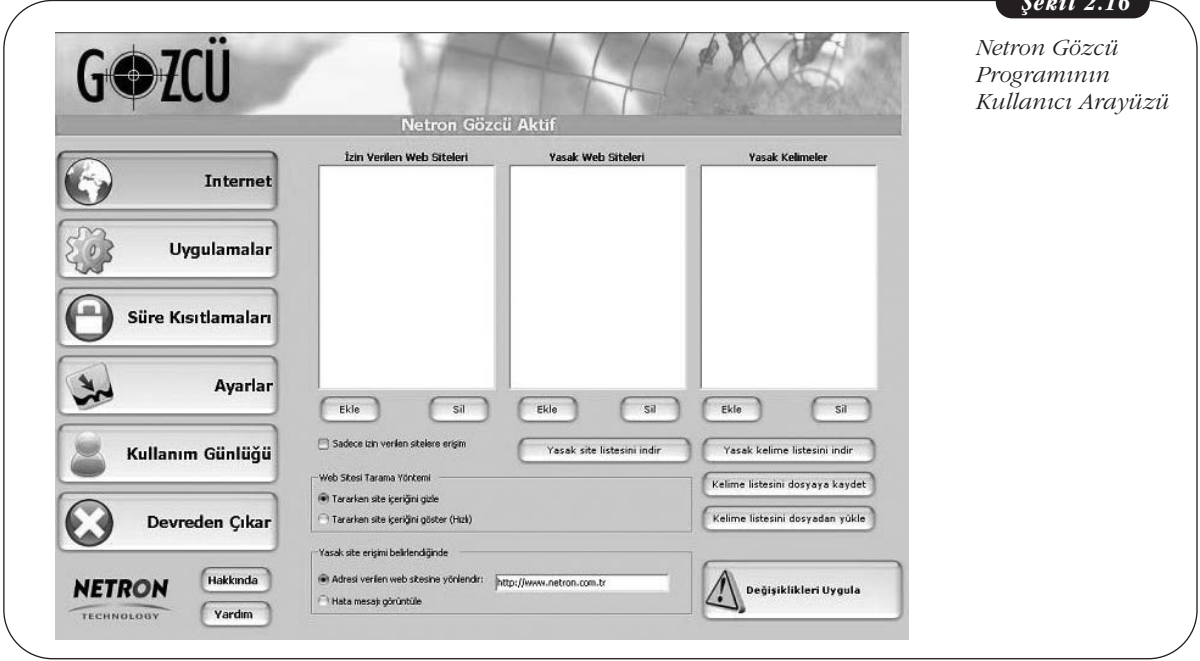 Şekil 2.16
Netron Gözcü
Programının
Kullanıcı Arayüzü
GÖZCÜ
Netron Gözcü Aktif
Internet
Uygulamalar
Süre Kısıtlamaları
Ayarlar
Kullanım Günlüğü
Devreden Çıkar
NETRON
TECHNOLOGY
Hakkında
Yardım
İzin Verilen Web Siteleri
Yasak Web Siteleri
Yasak Kelimeler
Ekle Sil
Ekle Sil
Ekle Sil
Sadece izin verilen sitelere erişim
Yasak site listesini indir
Yasak kelime listesini indir
Kelime listesini dosyaya kaydet
Kelime listesini dosyadan yükle
Web Sitesi Tarama Yöntemi
Tararken site içeriğini gizle
Tararken site içeriğini göster (Hızlı)
Yasak site erişimi belirlendiğinde
Adresi verilen web sitesine yönlendir: http://www.netron.com.tr
Hata mesajı görüntüle
Değişiklikleri Uygula